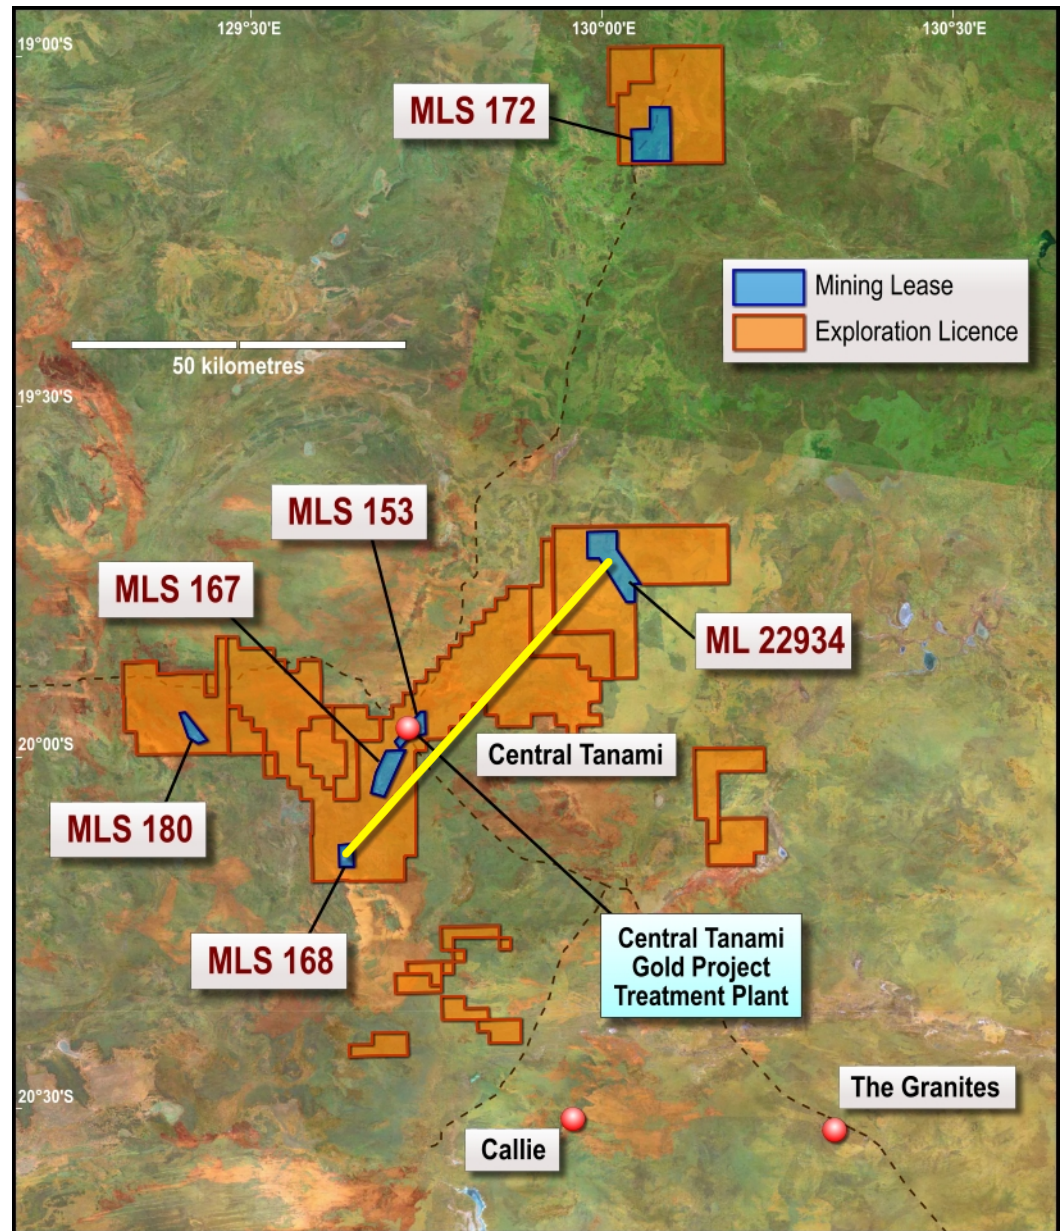 129°30'E
130°00'E
130°30'E
19°00'S
MLS 172
Mining Lease
Exploration Licence
50 kilometres
19°30'S
MLS 153
MLS 167
ML 22934
20°00'S
Central Tanami
MLS 180
MLS 168
Central Tanami
Gold Project
Treatment Plant
The Granites
20°30'S
Callie